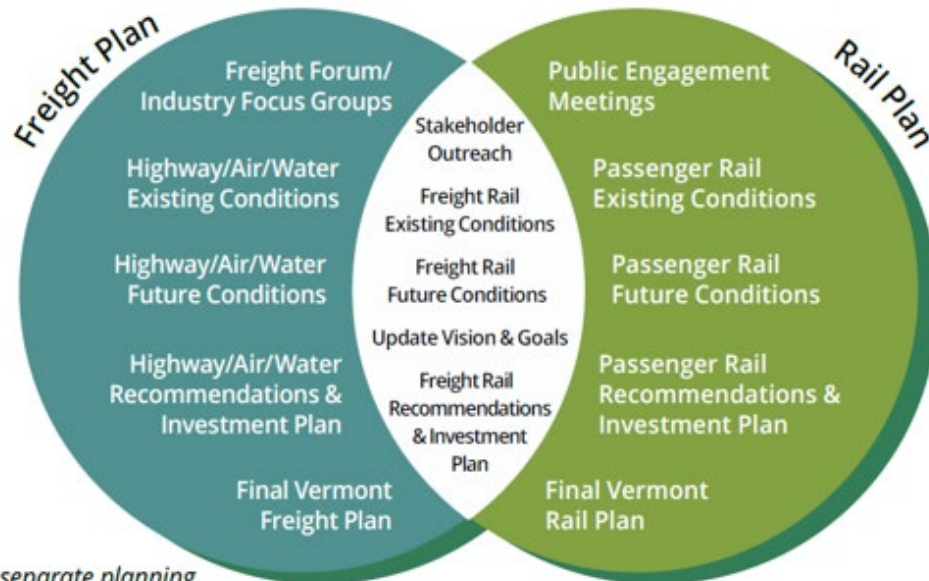 Freight Plan
Freight Forum/
Industry Focus Groups
Highway/Air/Water
Existing Conditions
Highway/Air/Water
Future Conditions
Highway/Air/Water
Recommendations &
Investment Plan
Final Vermont
Freight Plan
Stakeholder
Outreach
Freight Rail
Existing Conditions
Freight Rail
Future Conditions
Update Vision & Goals
Freight Rail
Recommendations
& Investment
Plan
Rail Plan
Public Engagement
Meetings
Passenger Rail
Existing Conditions
Passenger Rail
Future Conditions
Passenger Rail
Recommendations &
Investment Plan
Final Vermont
Rail Plan
separate planning